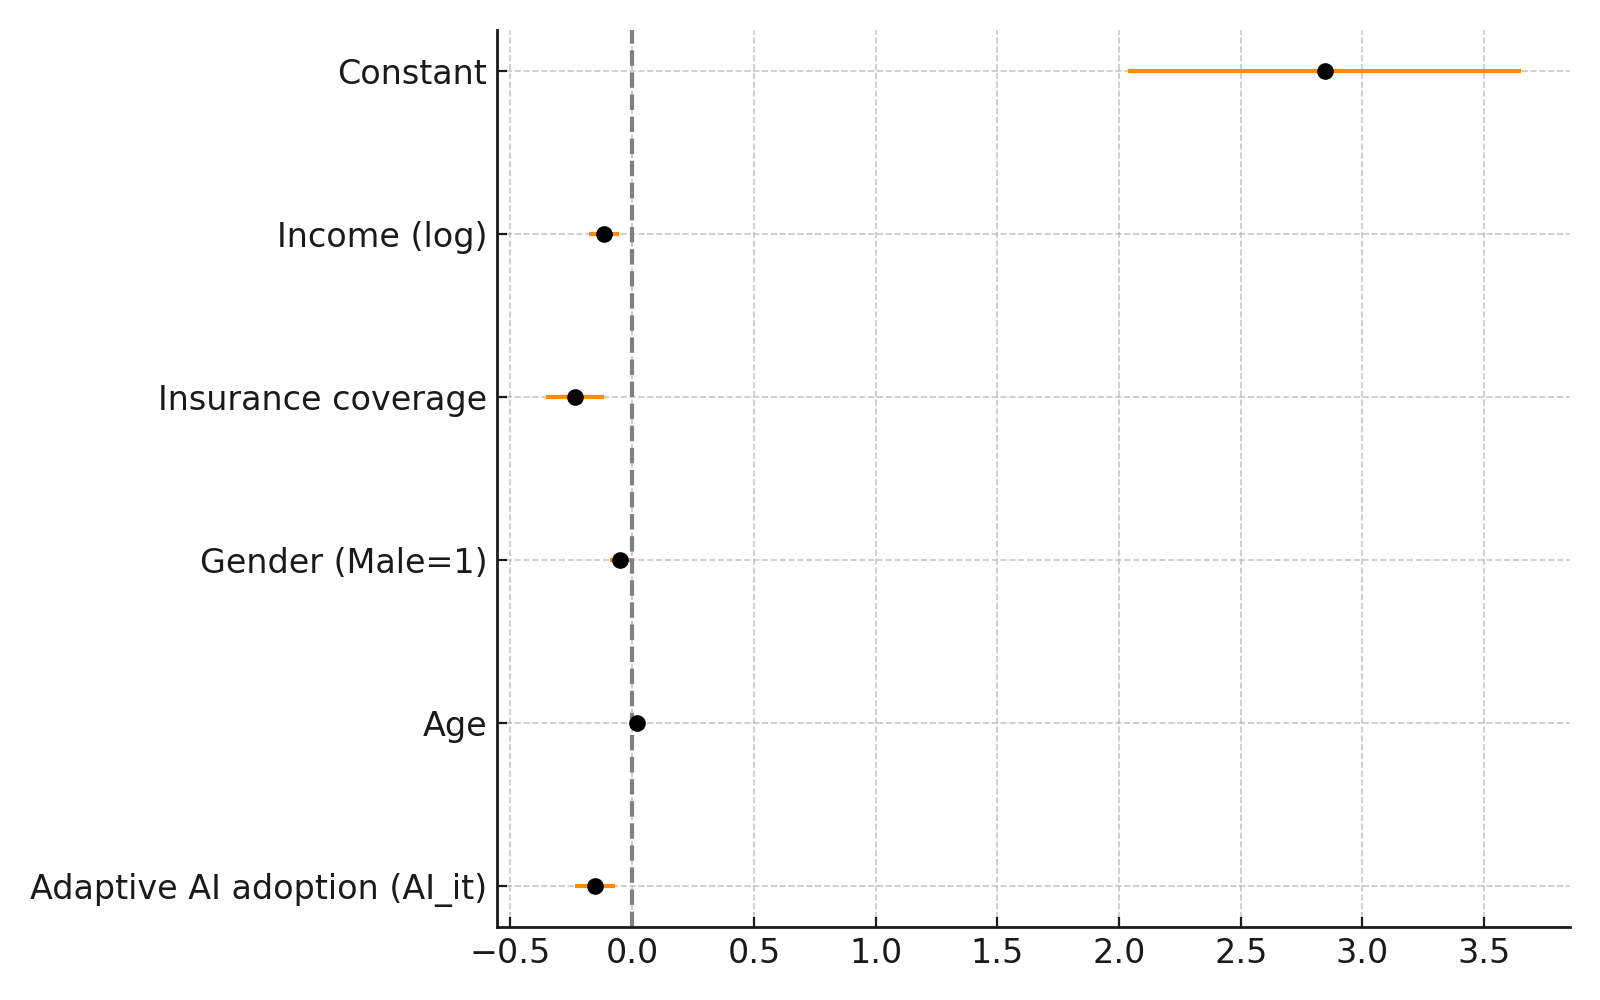 Constant
Income (log)
Insurance coverage
Gender (Male=1)
Age
Adaptive AI adoption (AI_it)
−0.5 0.0 0.5 1.0 1.5 2.0 2.5 3.0 3.5